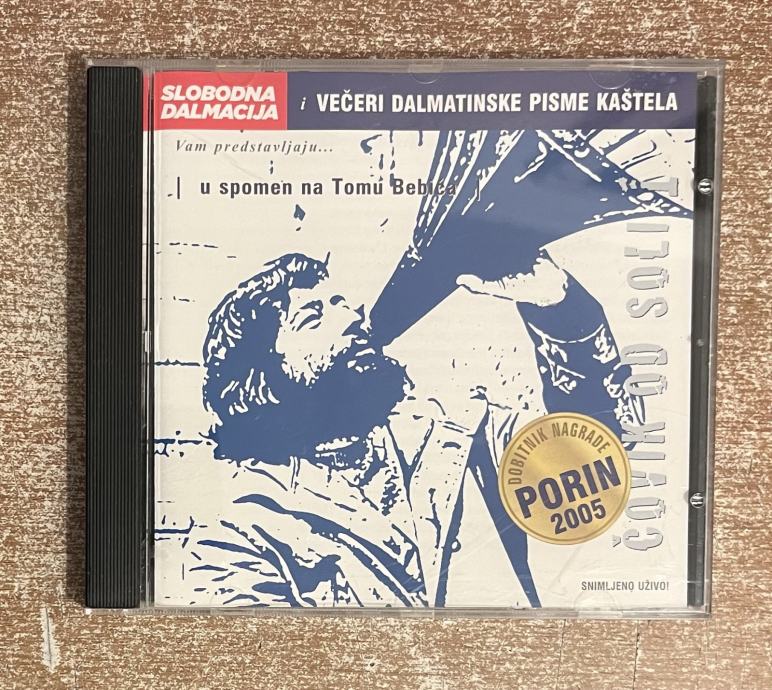 SLOBODNA
DALMACIJA
i VEČERI DALMATINSKE PISME KAŠTELA
Vam predstavljaju...
| u spomen na Tomu Bebića |
ČOVIK OD SOLI
DOBITNIK NAGRADE
PORIN
2005
SNIMLJENO UŽIVO!